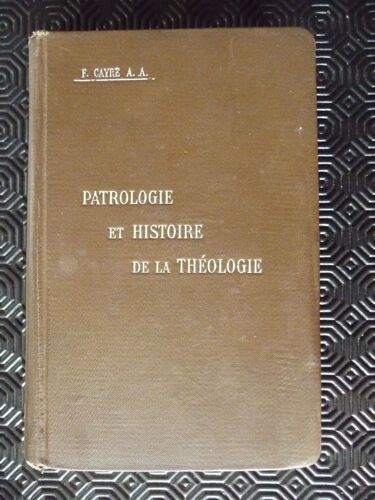 F. CAYRÉ A. A.
PATROLOGIE
ET HISTOIRE
DE LA THÉOLOGIE